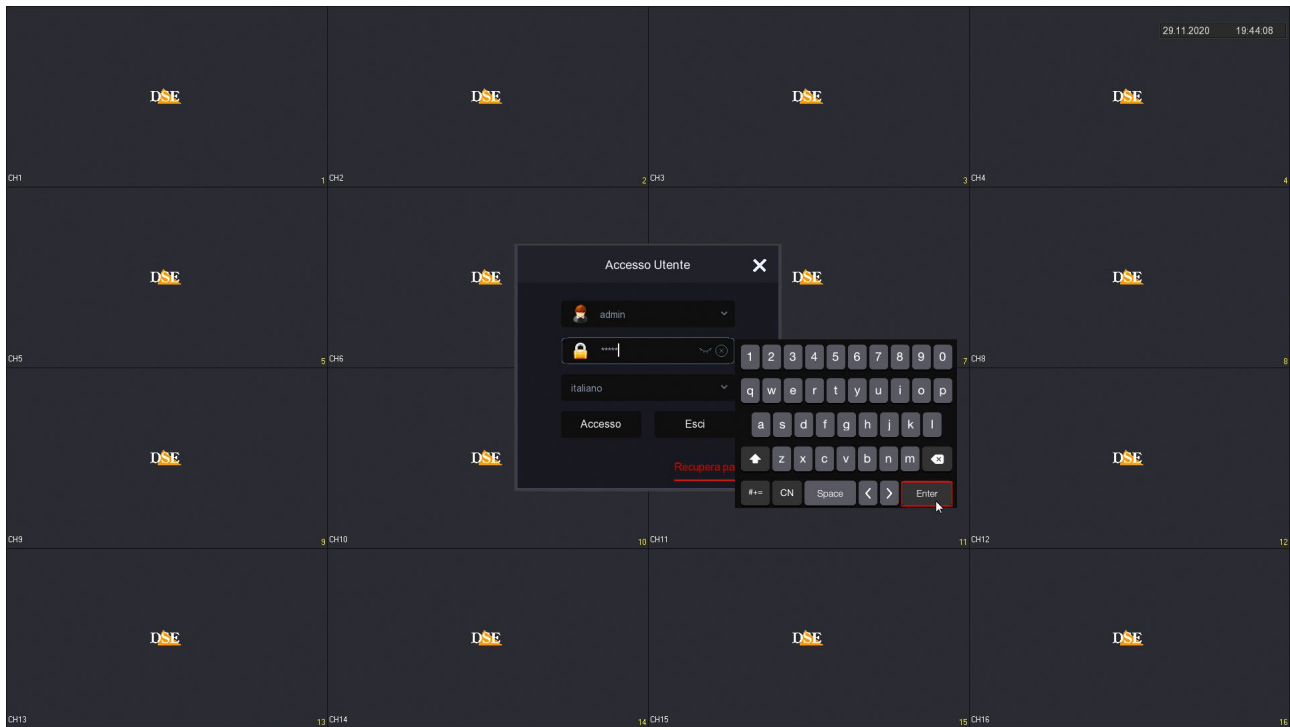 29.11.2020 19:44:08
DSE DSE DSE DSE
CH1 1 CH2 2 CH3 3 CH4 4
DSE DSE DSE DSE
Accesso Utente
admin
*****
italiano
Accesso Esci
Recupera pa
1 2 3 4 5 6 7 8 9 0
q w e r t y u i o p
a s d f g h j k l
z x c v b n m
#+= CN Space < > Enter
CH5 5 CH6 7 CH8 8
DSE DSE DSE
CH9 9 CH10 10 CH11 11 CH12 12
DSE DSE DSE DSE
CH13 13 CH14 14 CH15 15 CH16 16